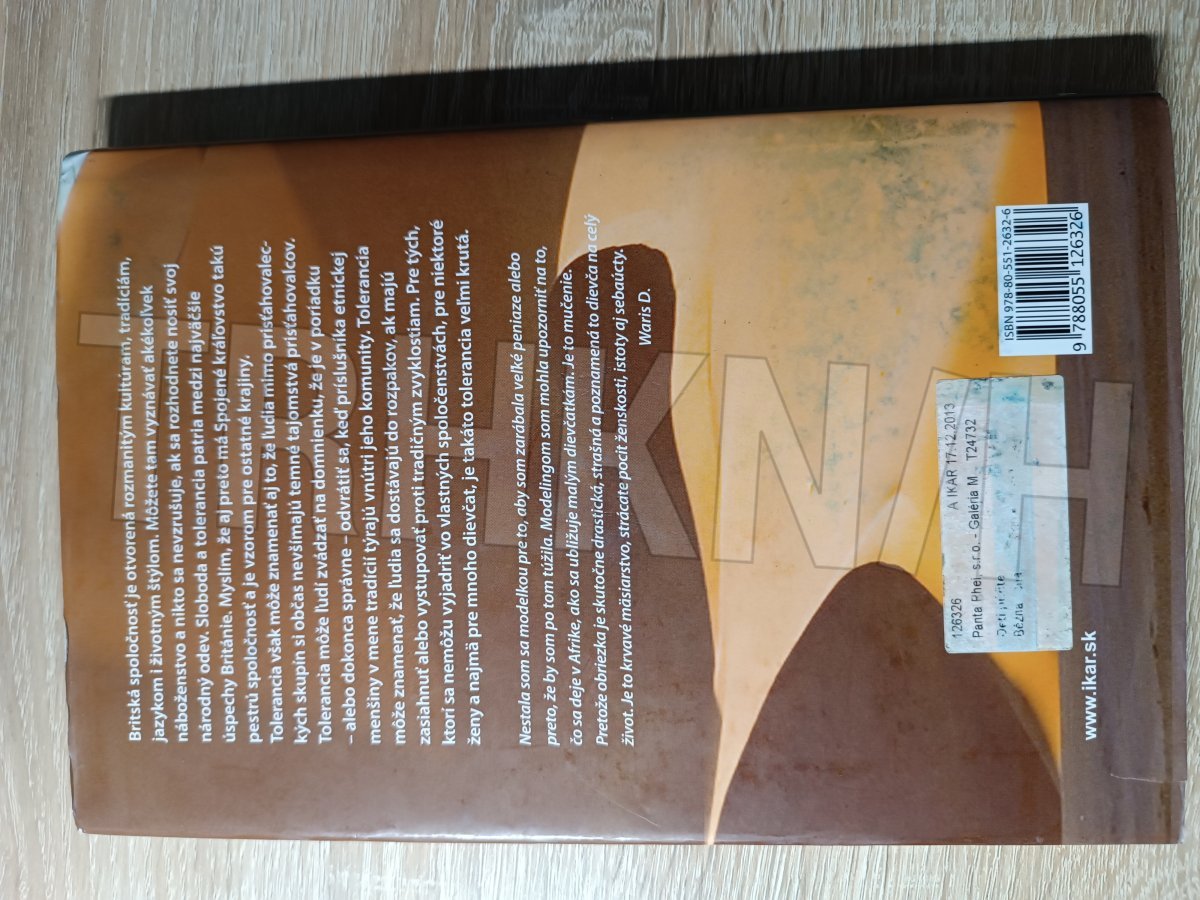 Britská spoločnosť je otvorená rozmanitým kultúram, tradíciám,
jazykom i životným štýlom. Môžete tam vyznávať akékoľvek
náboženstvo a nikto sa nevzrušuje, ak sa rozhodnete nosiť svoj
národný odev. Sloboda a tolerancia patria medzi najväčšie
úspechy Británie. Myslím, že aj preto má Spojené kráľovstvo takú
pestrú spoločnosť a je vzorom pre ostatné krajiny.
Tolerancia však môže znamenať aj to, že ľudia mimo prisťahovalec-
kých skupín si občas nevšímajú temné tajomstvá prisťahovalcov.
Tolerancia môže ľudí zvádzať na domnienku, že je v poriadku
– alebo dokonca správne – odvrátiť sa, keď príslušníka etnickej
menšiny v mene tradícií týrajú vnútri jeho komunity. Tolerancia
môže znamenať, že ľudia sa dostávajú do rozpakov, ak majú
zasiahnuť alebo vystupovať proti tradičným zvyklostiam. Pre tých,
ktorí sa nemôžu vyjadriť vo vlastných spoločenstvách, pre niektoré
ženy a najmä pre mnoho dievčat, je takáto tolerancia veľmi krutá.
Nestala som sa modelkou pre to, aby som zarábala veľké peniaze alebo
preto, že by som po tom túžila. Modelingom som mohla upozorniť na to,
čo sa deje v Afrike, ako sa ubližuje malým dievčatkám. Je to mučenie.
Pretože obriezka je skutočne drastická, strašná a poznamená to dievča na celý
život. Je to krvavé mäsiarstvo, strácate pocit ženskosti, istoty aj sebaúcty.
Waris D.
126326 A IKAR 17.12.2013
Panta Rhei, s.r.o. - Galéria M. T24732
ISBN 978-80-551-2632-6
9 788055 126326
www.ikar.sk
TRHKNIH